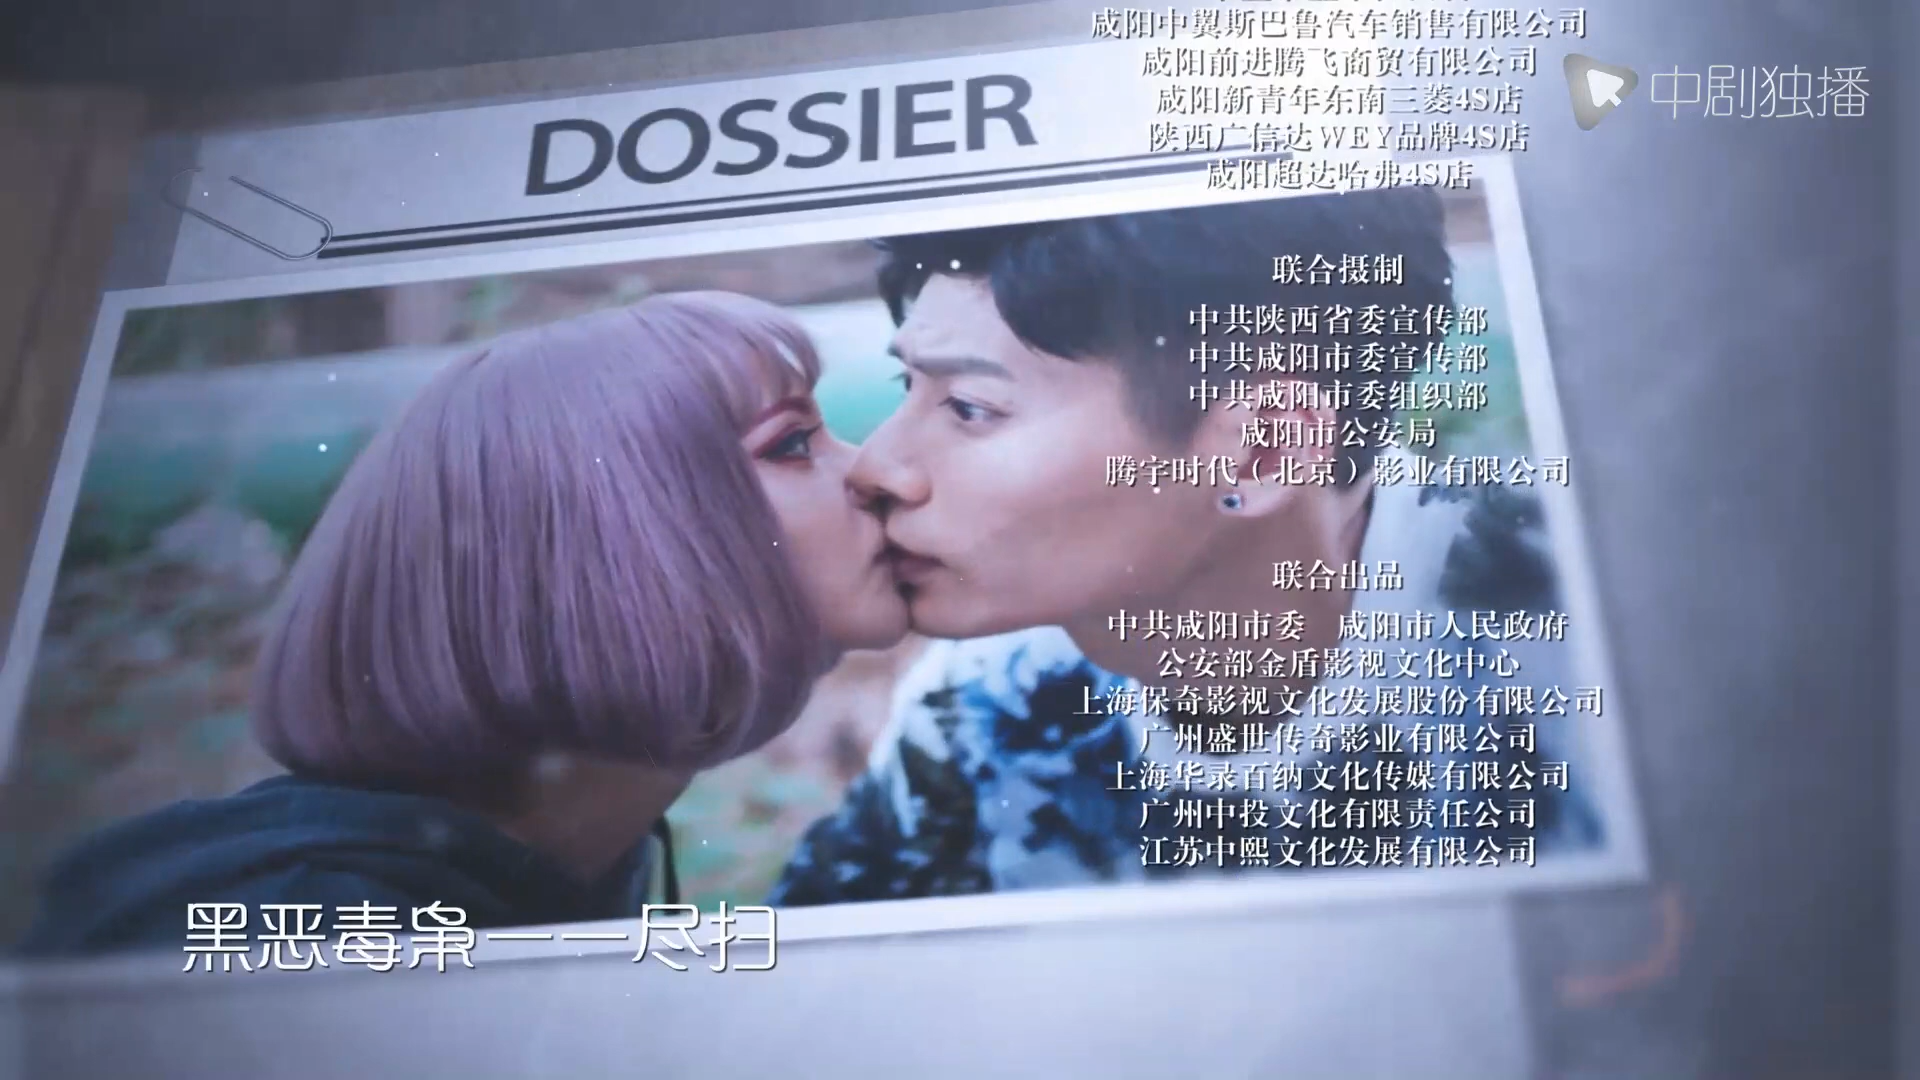 咸阳中翼斯巴鲁汽车销售有限公司
咸阳前进腾飞商贸有限公司
咸阳新青年东南三菱4S店
陕西广信达WEY品牌4S店
咸阳超达哈弗4S店
中剧独播
DOSSIER
联合摄制
中共陕西省委宣传部
中共咸阳市委宣传部
中共咸阳市委组织部
咸阳市公安局
腾宇时代（北京）影业有限公司
联合出品
中共咸阳市委 咸阳市人民政府
公安部金盾影视文化中心
上海保奇影视文化发展股份有限公司
广州盛世传奇影业有限公司
上海华录百纳文化传媒有限公司
广州中投文化有限责任公司
江苏中熙文化发展有限公司
黑恶毒枭一一尽扫